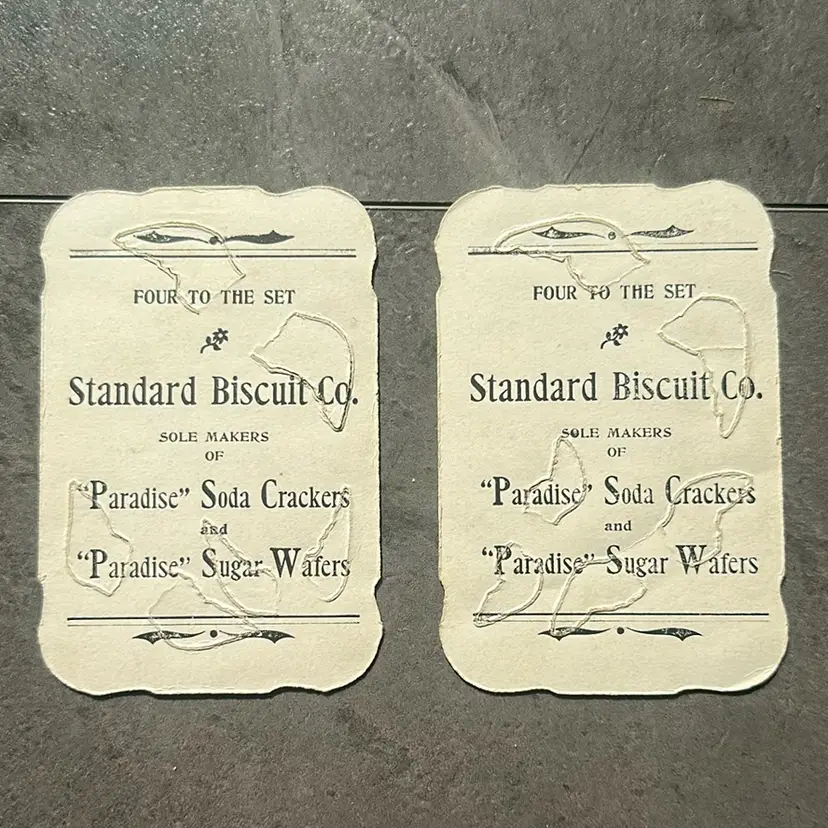 FOUR TO THE SET
Standard Biscuit Co.
SOLE MAKERS
OF
"Paradise" Soda Crackers
and
"Paradise" Sugar Wafers
FOUR TO THE SET
Standard Biscuit Co.
SOLE MAKERS
OF
"Paradise" Soda Crackers
and
"Paradise" Sugar Wafers